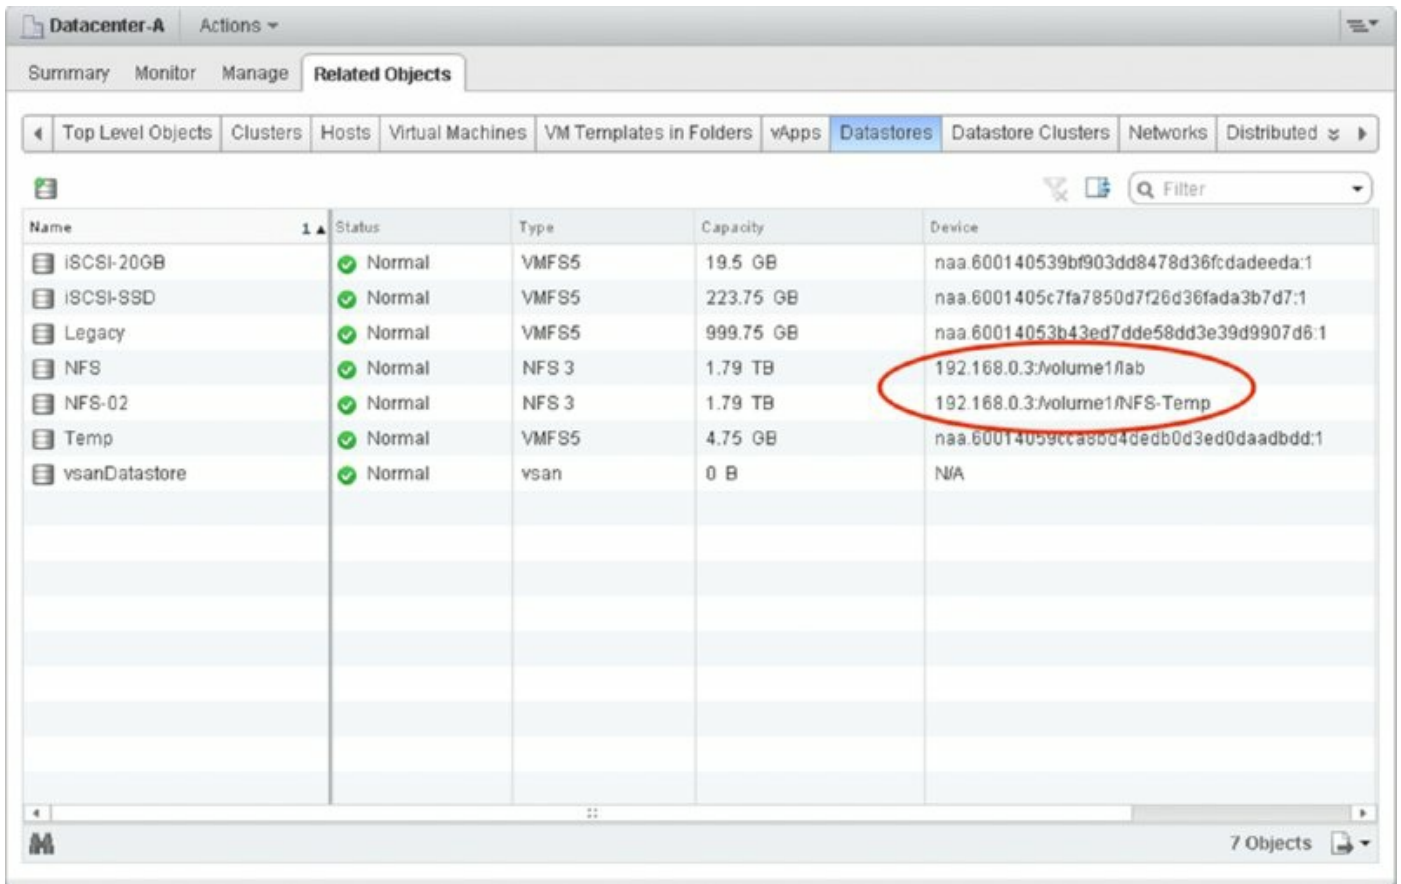 Datacenter-A Actions
Summary Monitor Manage Related Objects
Top Level Objects Clusters Hosts Virtual Machines VM Templates in Folders vApps Datastores Datastore Clusters Networks Distributed
Filter
Name 1 Status Type Capacity Device
iSCSI-20GB Normal VMFS5 19.5 GB naa.600140539bf903dd8478d36fcdadeeda:1
iSCSI-SSD Normal VMFS5 223.75 GB naa.6001405c7fa7850d7f26d36fada3b7d7:1
Legacy Normal VMFS5 999.75 GB naa.60014053b43ed7dde58dd3e39d9907d6:1
NFS Normal NFS 3 1.79 TB 192.168.0.3:/volume1/lab
NFS-02 Normal NFS 3 1.79 TB 192.168.0.3:/volume1/NFS-Temp
Temp Normal VMFS5 4.75 GB naa.60014059cca8bd4dedb0d3ed0daadbdd:1
vsanDatastore Normal vsan 0 B N/A
7 Objects